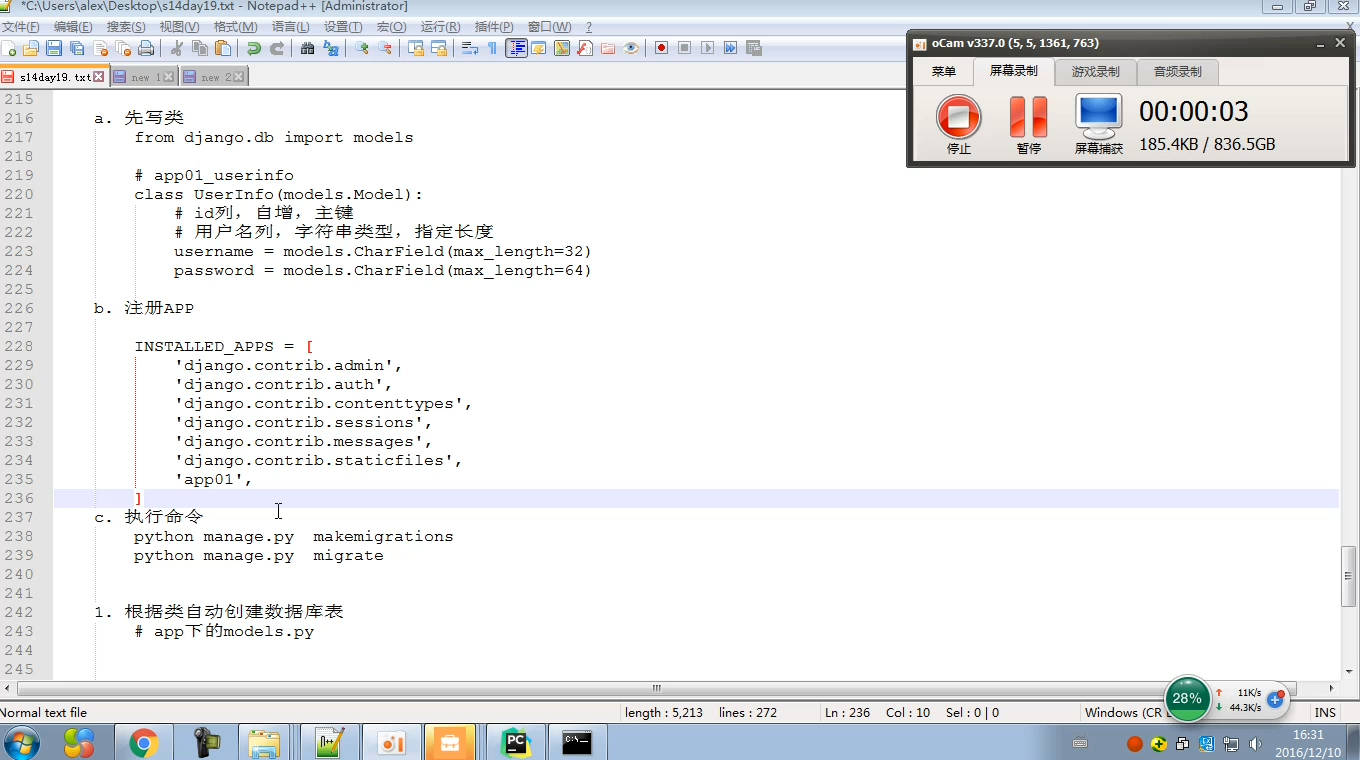 *C:\Users\alex\Desktop\s14day19.txt - Notepad++ [Administrator]
文件(F) 编辑(E) 搜索(S) 视图(V) 格式(M) 语言(L) 设置(T) 宏(O) 运行(R) 插件(P) 窗口(W) ?
X
s14day19.txt new 1 new 2
oCam v337.0 (5, 5, 1361, 763)
菜单 屏幕录制 游戏录制 音频录制
停止 暂停 屏幕捕获
00:00:03
185.4KB / 836.5GB
215
216 a. 先写类
217 from django.db import models
218
219 # app01_userinfo
220 class UserInfo(models.Model):
221 # id列，自增，主键
222 # 用户名列，字符串类型，指定长度
223 username = models.CharField(max_length=32)
224 password = models.CharField(max_length=64)
225
226 b. 注册APP
227
228 INSTALLED_APPS = [
229 'django.contrib.admin',
230 'django.contrib.auth',
231 'django.contrib.contenttypes',
232 'django.contrib.sessions',
233 'django.contrib.messages',
234 'django.contrib.staticfiles',
235 'app01',
236 ]
237 c. 执行命令
238 python manage.py  makemigrations
239 python manage.py  migrate
240
241
242 1. 根据类自动创建数据库表
243 # app下的models.py
244
245
28%
11K/s
44.3K/s
Normal text file length : 5,213 lines : 272 Ln : 236 Col : 10 Sel : 0 | 0 Windows (CR INS
PC
16:31
2016/12/10